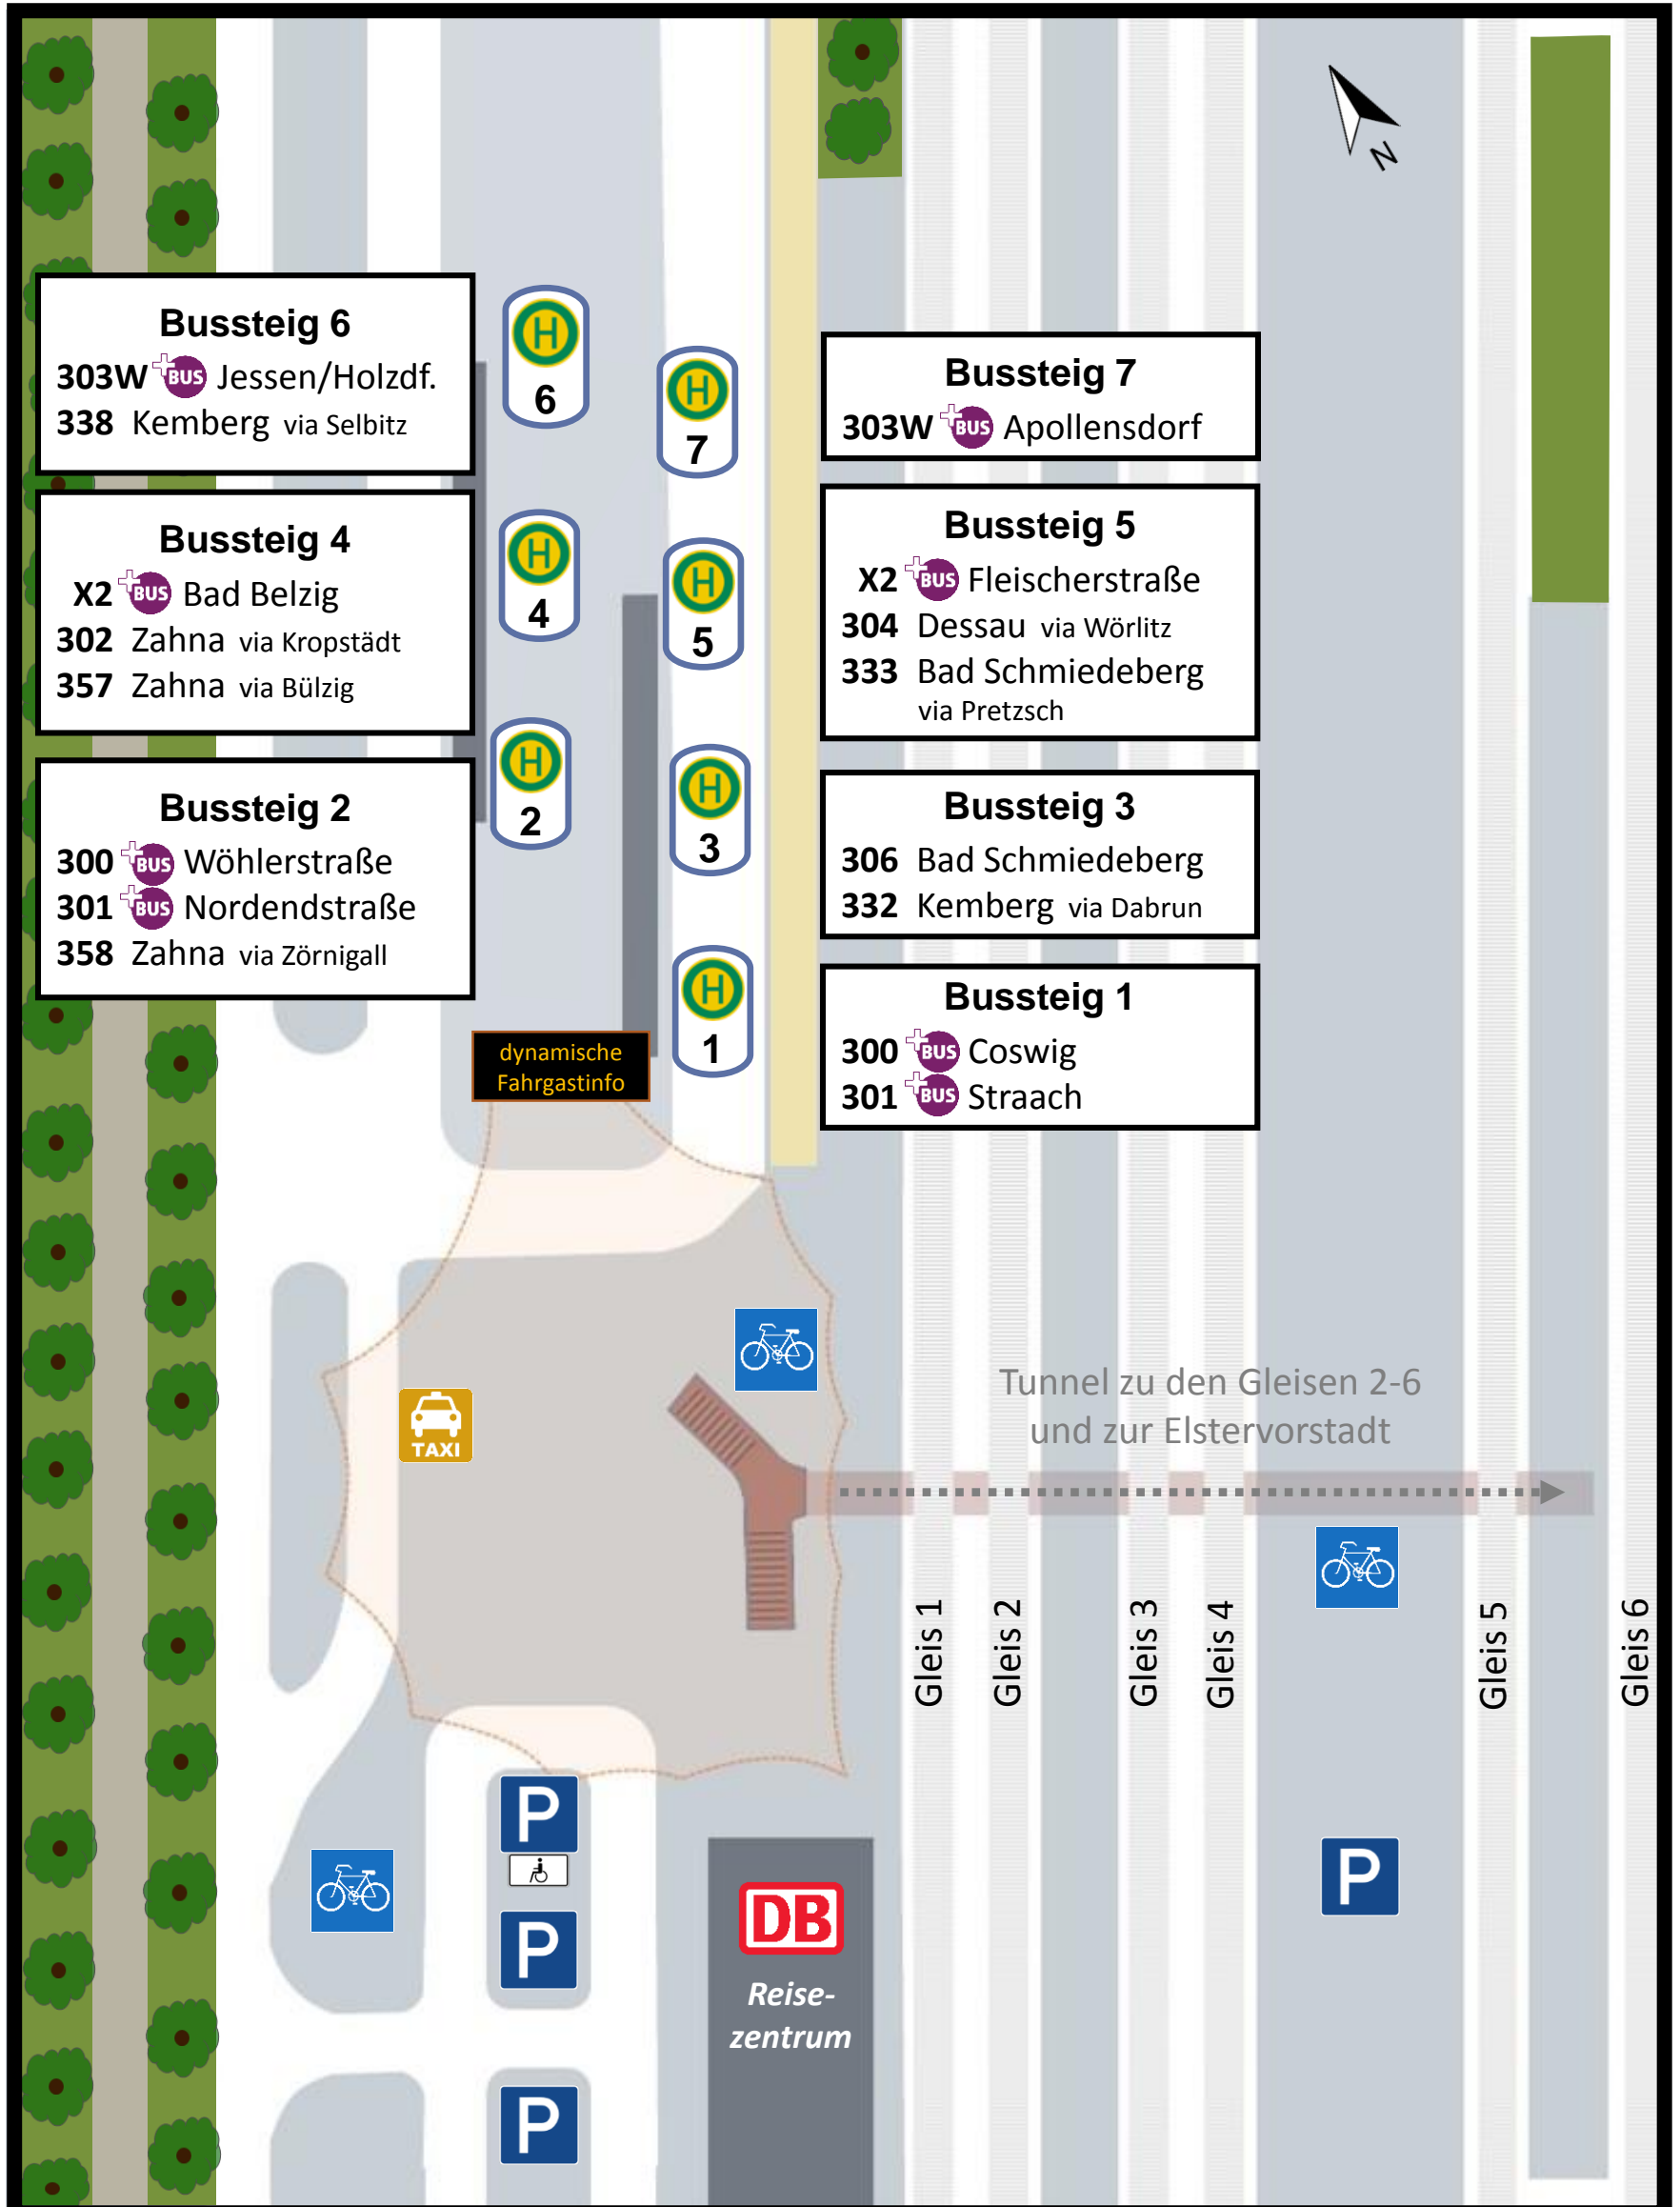 N
Bussteig 6
303W +BUS Jessen/Holzdf.
338 Kemberg via Selbitz
H
6
H
7
Bussteig 7
303W +BUS Apollensdorf
Bussteig 4
X2 +BUS Bad Belzig
302 Zahna via Kropstädt
357 Zahna via Bülzig
H
4
H
5
Bussteig 5
X2 +BUS Fleischerstraße
304 Dessau via Wörlitz
333 Bad Schmiedeberg
via Pretzsch
Bussteig 2
300 +BUS Wöhlerstraße
301 +BUS Nordendstraße
358 Zahna via Zörnigall
H
2
H
3
Bussteig 3
306 Bad Schmiedeberg
332 Kemberg via Dabrun
H
1
Bussteig 1
300 +BUS Coswig
301 +BUS Straach
dynamische
Fahrgastinfo
TAXI
Tunnel zu den Gleisen 2-6
und zur Elstervorstadt
Gleis 1
Gleis 2
Gleis 3
Gleis 4
Gleis 5
Gleis 6
P
P
P
P
DB
Reise-
zentrum